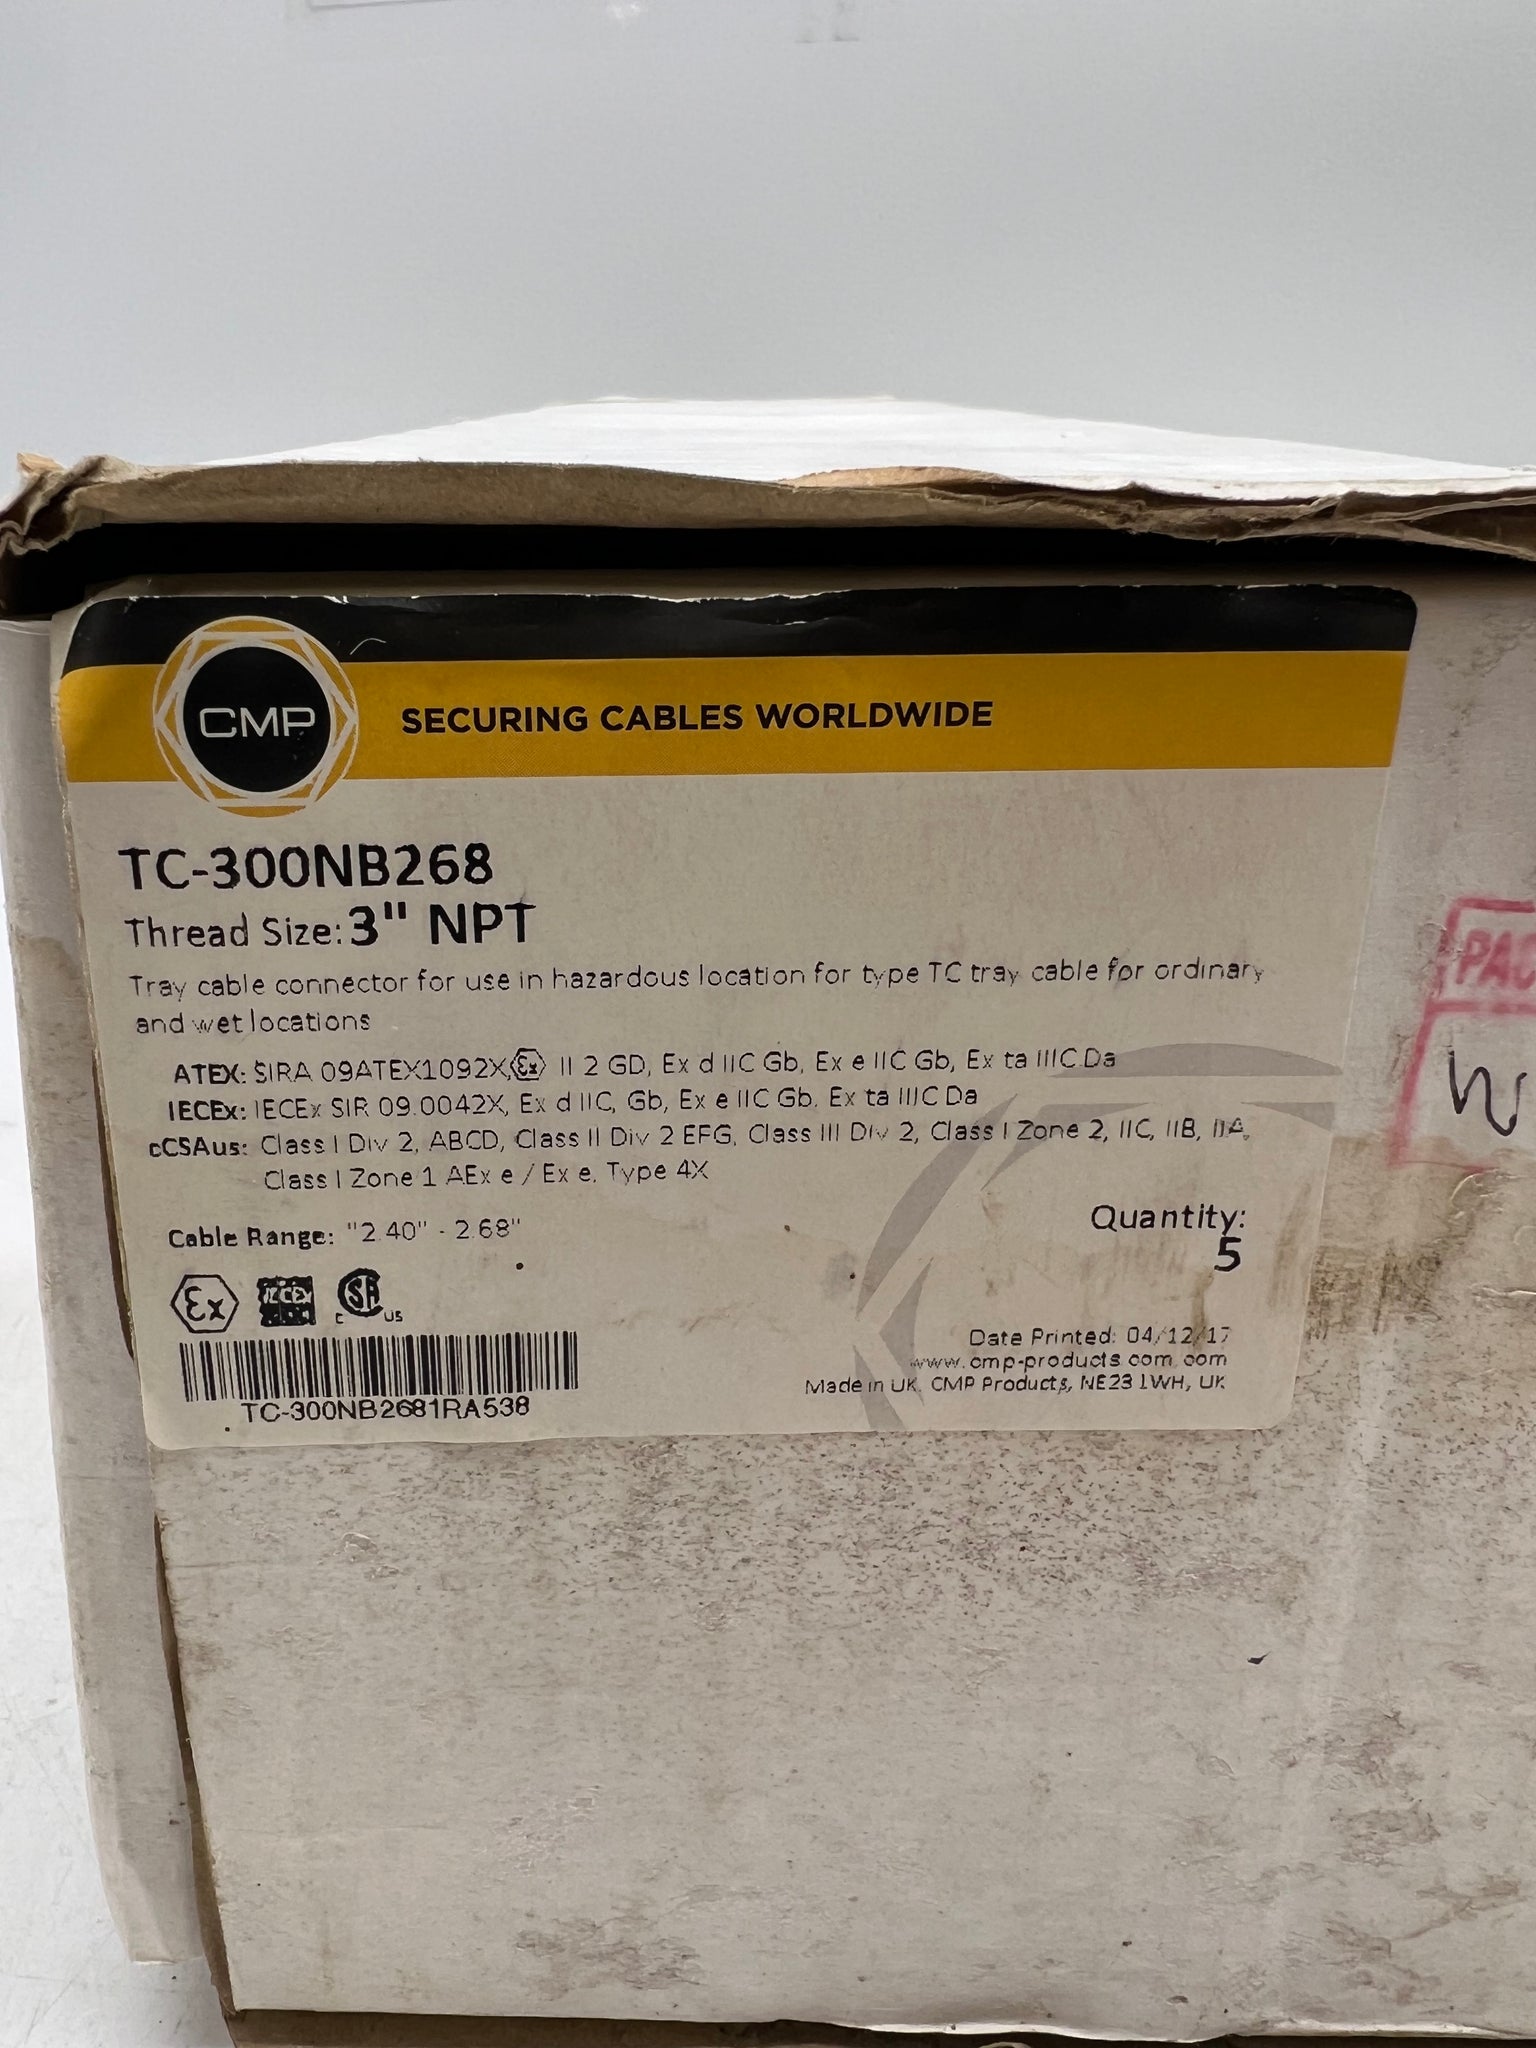 CMP
SECURING CABLES WORLDWIDE
TC-300NB268
Thread Size: 3" NPT
Tray cable connector for use in hazardous location for type TC tray cable for ordinary
and wet locations
ATEX: SIRA 09ATEX1092X, Ex II 2 GD, Ex d IIC Gb, Ex e IIC Gb, Ex ta IIIC Da
IECEx: IECEx SIR 09.0042X, Ex d IIC, Gb, Ex e IIC Gb. Ex ta IIIC Da
cCSAus: Class I Div 2, ABCD, Class II Div 2 EFG, Class III Div 2, Class I Zone 2, IIC, IIB, IIA,
Class I Zone 1 AEx e / Ex e. Type 4X
Cable Range: "2.40" - 2.68"
Quantity:
5
Ex IECEx C SA US
TC-300NB2681RA538
Date Printed: 04/12/17
www.cmp-products.com.com
Made in UK. CMP Products, NE23 1WH, UK
PAC